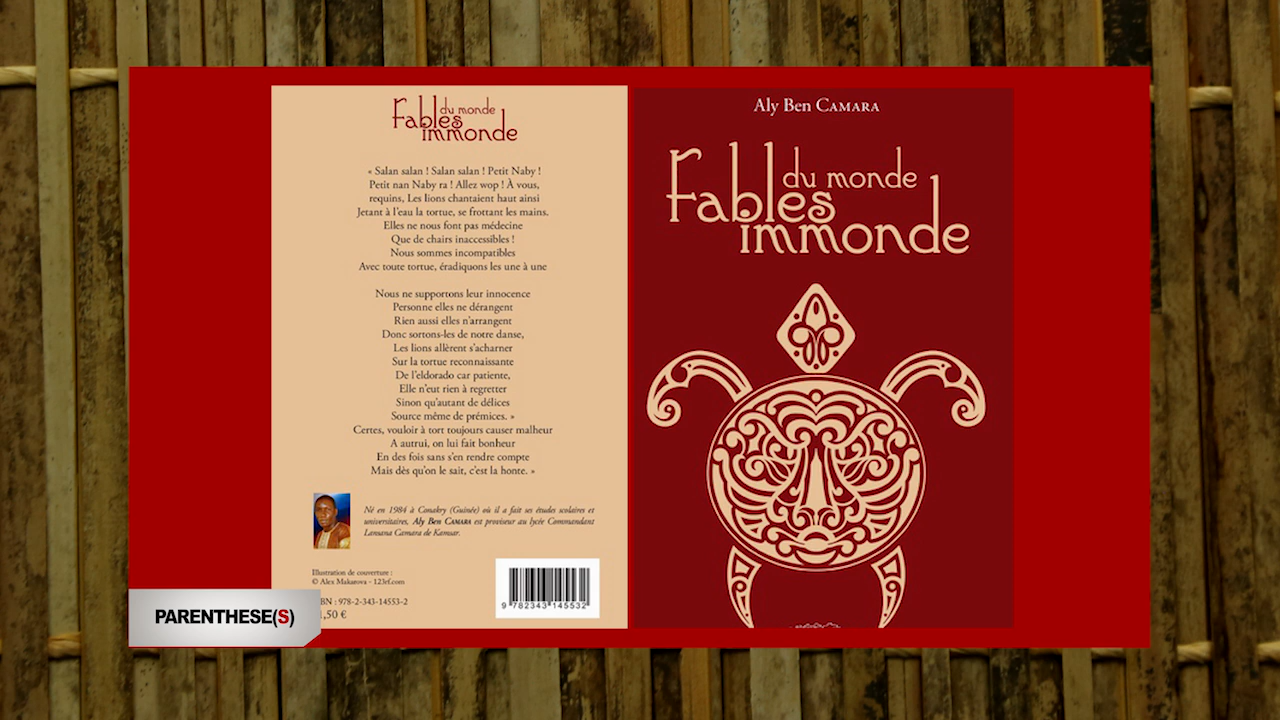 Fables du monde immonde
« Salan salan ! Salan salan ! Petit Naby !
Petit nan Naby ra ! Allez wop ! À vous,
requins, Les lions chantaient haut ainsi
Jetant à l'eau la tortue, se frottant les mains.
Elles ne nous font pas médecine
Que de chairs inaccessibles !
Nous sommes incompatibles
Avec toute tortue, éradiquons les une à une
Nous ne supportons leur innocence
Personne elles ne dérangent
Rien aussi elles n'arrangent
Donc sortons-les de notre danse,
Les lions allèrent s'acharner
Sur la tortue reconnaissante
De l'eldorado car patiente,
Elle n'eut rien à regretter
Sinon qu'autant de délices
Source même de prémices. »
Certes, vouloir à tort toujours causer malheur
A autrui, on lui fait bonheur
En des fois sans s'en rendre compte
Mais dès qu'on le sait, c'est la honte. »
Né en 1984 à Conakry (Guinée) où il a fait ses études scolaires et
universitaires, Aly Ben CAMARA est proviseur au lycée Commandant
Lansana Camara de Kamsar.
Illustration de couverture :
© Alex Makarova - 123rf.com
BN : 978-2-343-14553-2
,50 €
9 782343 145532
PARENTHESE(S)
Aly Ben CAMARA
Fables du monde immonde